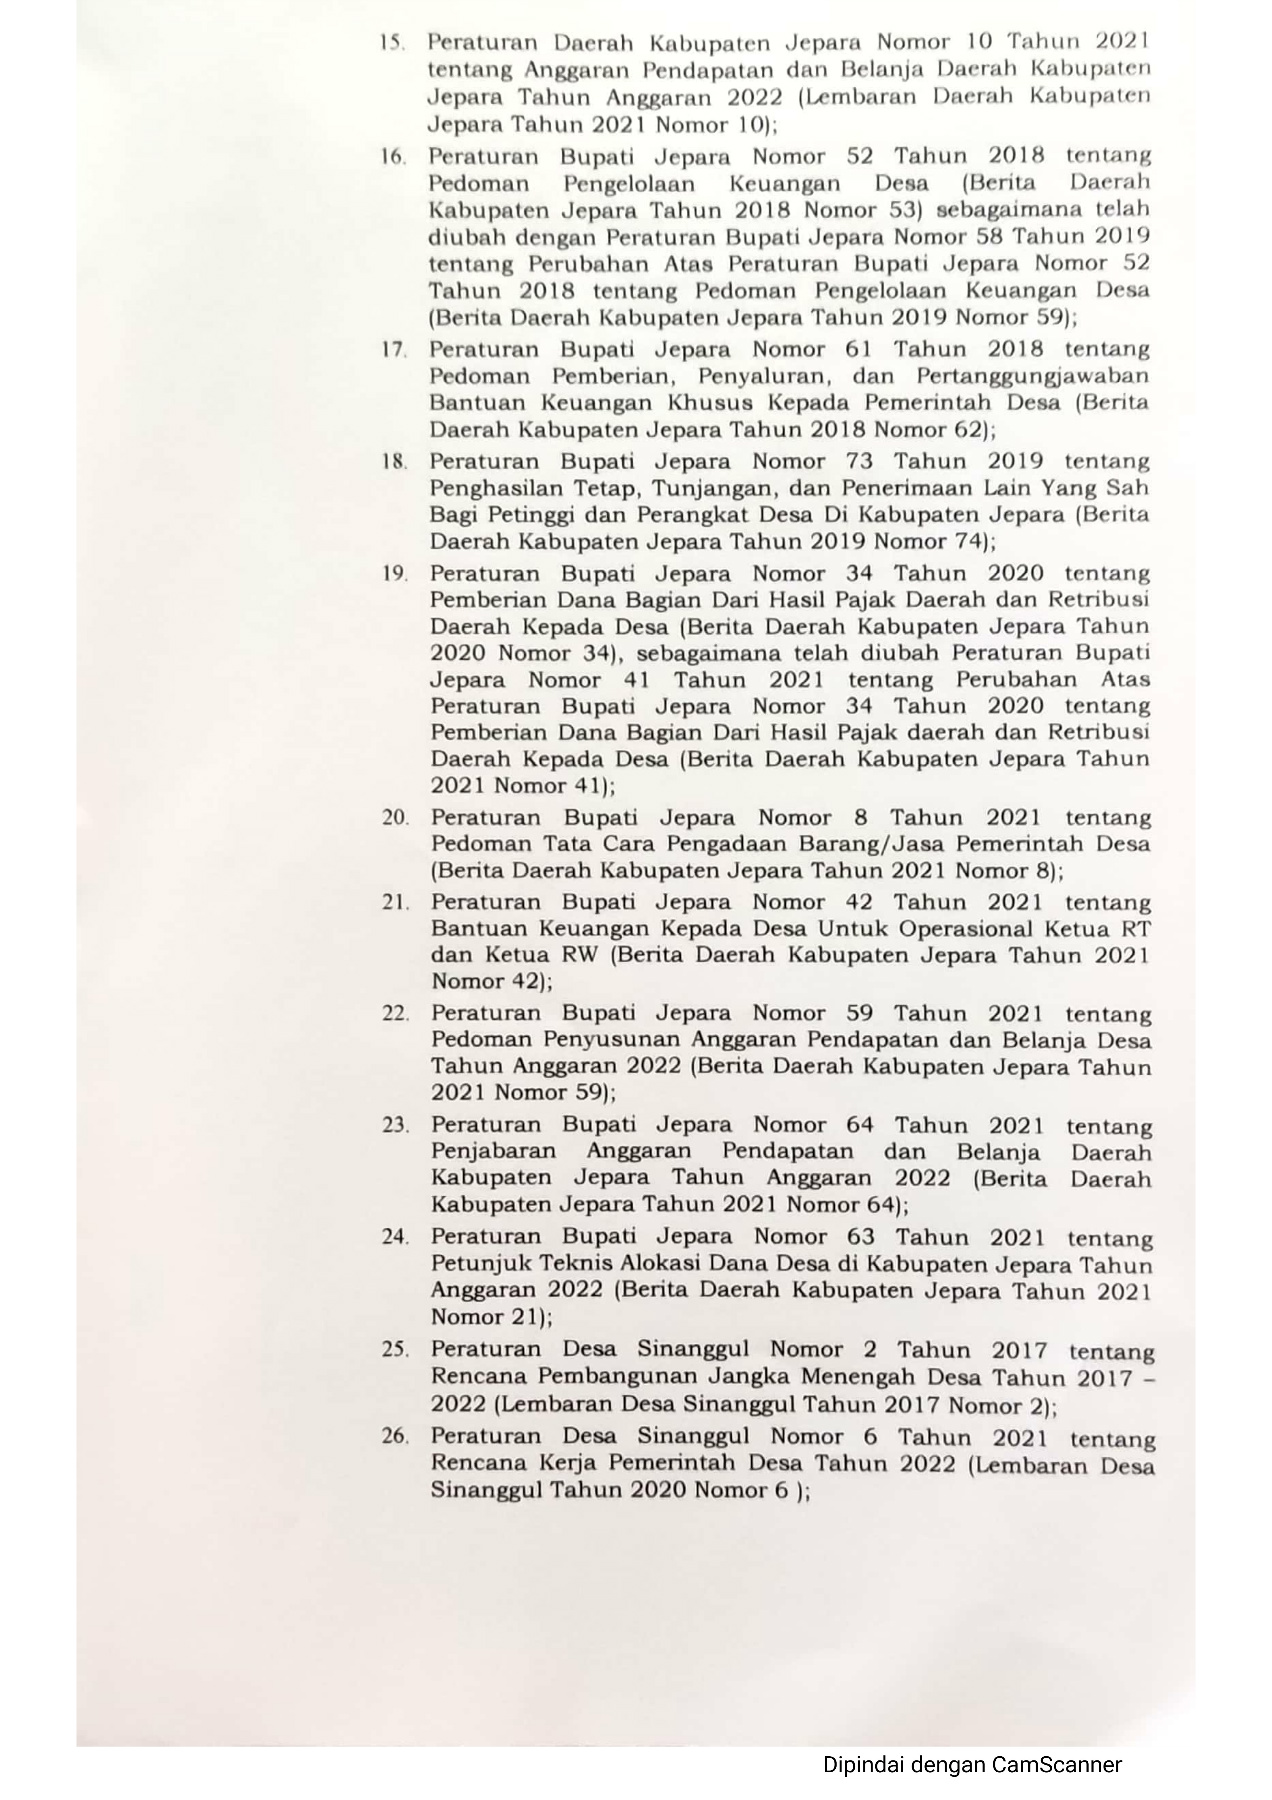 15. Peraturan Daerah Kabupaten Jepara Nomor 10 Tahun 2021
tentang Anggaran Pendapatan dan Belanja Daerah Kabupaten
Jepara Tahun Anggaran 2022 (Lembaran Daerah Kabupaten
Jepara Tahun 2021 Nomor 10);
16. Peraturan Bupati Jepara Nomor 52 Tahun 2018 tentang
Pedoman Pengelolaan Keuangan Desa (Berita Daerah
Kabupaten Jepara Tahun 2018 Nomor 53) sebagaimana telah
diubah dengan Peraturan Bupati Jepara Nomor 58 Tahun 2019
tentang Perubahan Atas Peraturan Bupati Jepara Nomor 52
Tahun 2018 tentang Pedoman Pengelolaan Keuangan Desa
(Berita Daerah Kabupaten Jepara Tahun 2019 Nomor 59);
17. Peraturan Bupati Jepara Nomor 61 Tahun 2018 tentang
Pedoman Pemberian, Penyaluran, dan Pertanggungjawaban
Bantuan Keuangan Khusus Kepada Pemerintah Desa (Berita
Daerah Kabupaten Jepara Tahun 2018 Nomor 62);
18. Peraturan Bupati Jepara Nomor 73 Tahun 2019 tentang
Penghasilan Tetap, Tunjangan, dan Penerimaan Lain Yang Sah
Bagi Petinggi dan Perangkat Desa Di Kabupaten Jepara (Berita
Daerah Kabupaten Jepara Tahun 2019 Nomor 74);
19. Peraturan Bupati Jepara Nomor 34 Tahun 2020 tentang
Pemberian Dana Bagian Dari Hasil Pajak Daerah dan Retribusi
Daerah Kepada Desa (Berita Daerah Kabupaten Jepara Tahun
2020 Nomor 34), sebagaimana telah diubah Peraturan Bupati
Jepara Nomor 41 Tahun 2021 tentang Perubahan Atas
Peraturan Bupati Jepara Nomor 34 Tahun 2020 tentang
Pemberian Dana Bagian Dari Hasil Pajak daerah dan Retribusi
Daerah Kepada Desa (Berita Daerah Kabupaten Jepara Tahun
2021 Nomor 41);
20. Peraturan Bupati Jepara Nomor 8 Tahun 2021 tentang
Pedoman Tata Cara Pengadaan Barang/Jasa Pemerintah Desa
(Berita Daerah Kabupaten Jepara Tahun 2021 Nomor 8);
21. Peraturan Bupati Jepara Nomor 42 Tahun 2021 tentang
Bantuan Keuangan Kepada Desa Untuk Operasional Ketua RT
dan Ketua RW (Berita Daerah Kabupaten Jepara Tahun 2021
Nomor 42);
22. Peraturan Bupati Jepara Nomor 59 Tahun 2021 tentang
Pedoman Penyusunan Anggaran Pendapatan dan Belanja Desa
Tahun Anggaran 2022 (Berita Daerah Kabupaten Jepara Tahun
2021 Nomor 59);
23. Peraturan Bupati Jepara Nomor 64 Tahun 2021 tentang
Penjabaran Anggaran Pendapatan dan Belanja Daerah
Kabupaten Jepara Tahun Anggaran 2022 (Berita Daerah
Kabupaten Jepara Tahun 2021 Nomor 64);
24. Peraturan Bupati Jepara Nomor 63 Tahun 2021 tentang
Petunjuk Teknis Alokasi Dana Desa di Kabupaten Jepara Tahun
Anggaran 2022 (Berita Daerah Kabupaten Jepara Tahun 2021
Nomor 21);
25. Peraturan Desa Sinanggul Nomor 2 Tahun 2017 tentang
Rencana Pembangunan Jangka Menengah Desa Tahun 2017 –
2022 (Lembaran Desa Sinanggul Tahun 2017 Nomor 2);
26. Peraturan Desa Sinanggul Nomor 6 Tahun 2021 tentang
Rencana Kerja Pemerintah Desa Tahun 2022 (Lembaran Desa
Sinanggul Tahun 2020 Nomor 6 );
Dipindai dengan CamScanner